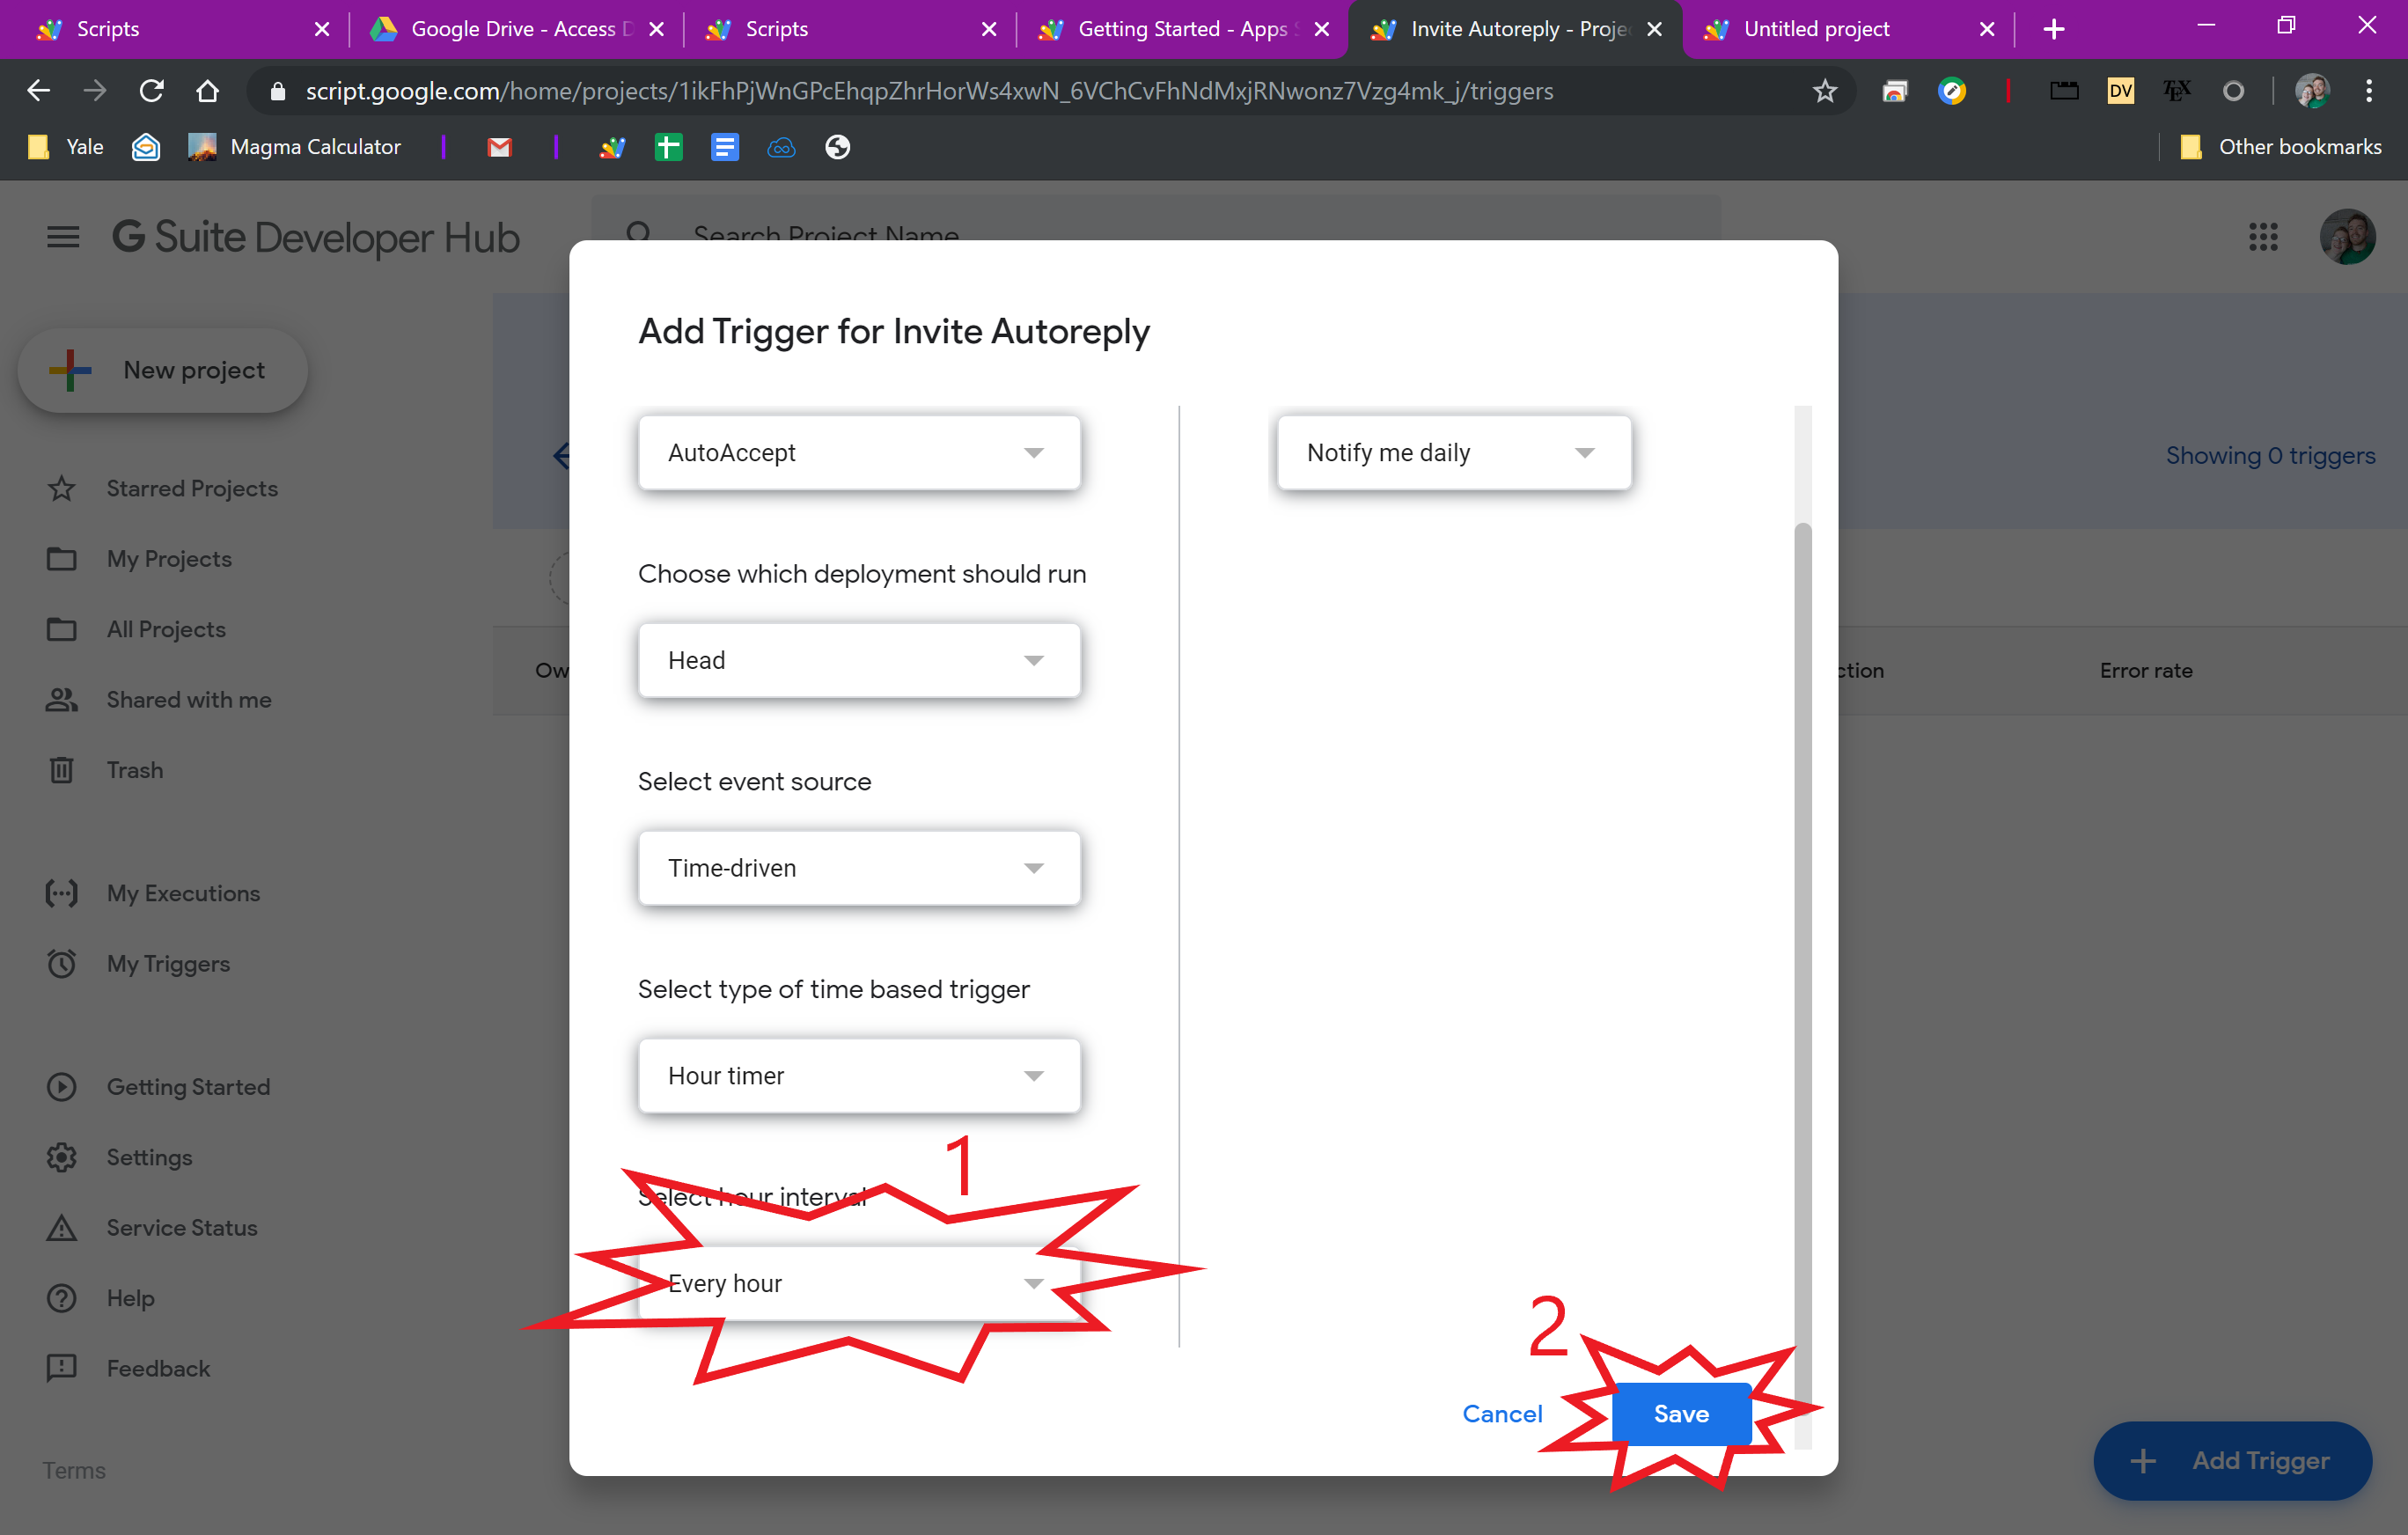 Scripts
Google Drive - Access
Scripts
Getting Started - Apps
Invite Autoreply - Proje
Untitled project
script.google.com/home/projects/1ikFhPjWnGPcEhqpZhrHorWs4xwN_6VChCvFhNdMxjRNwonz7Vzg4mk_j/triggers
DV
TEX
Yale
Magma Calculator
Other bookmarks
G Suite Developer Hub
Search Project Name
Add Trigger for Invite Autoreply
New project
AutoAccept
Notify me daily
Showing 0 triggers
Starred Projects
My Projects
Choose which deployment should run
All Projects
Head
Ow
ction
Error rate
Shared with me
Trash
Select event source
Time-driven
My Executions
My Triggers
Select type of time based trigger
Hour timer
Getting Started
Settings
1
Select hour interval
Service Status
Every hour
Help
2
Feedback
Cancel
Save
Add Trigger
Terms